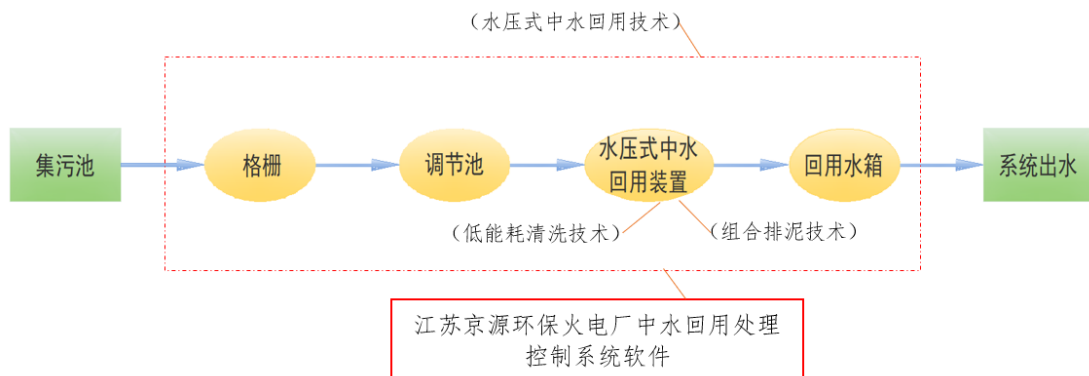 （水压式中水回用技术）
集污池
格栅
调节池
水压式中水
回用装置
回用水箱
系统出水
（低能耗清洗技术）
（组合排泥技术）
江苏京源环保火电厂中水回用处理
控制系统软件